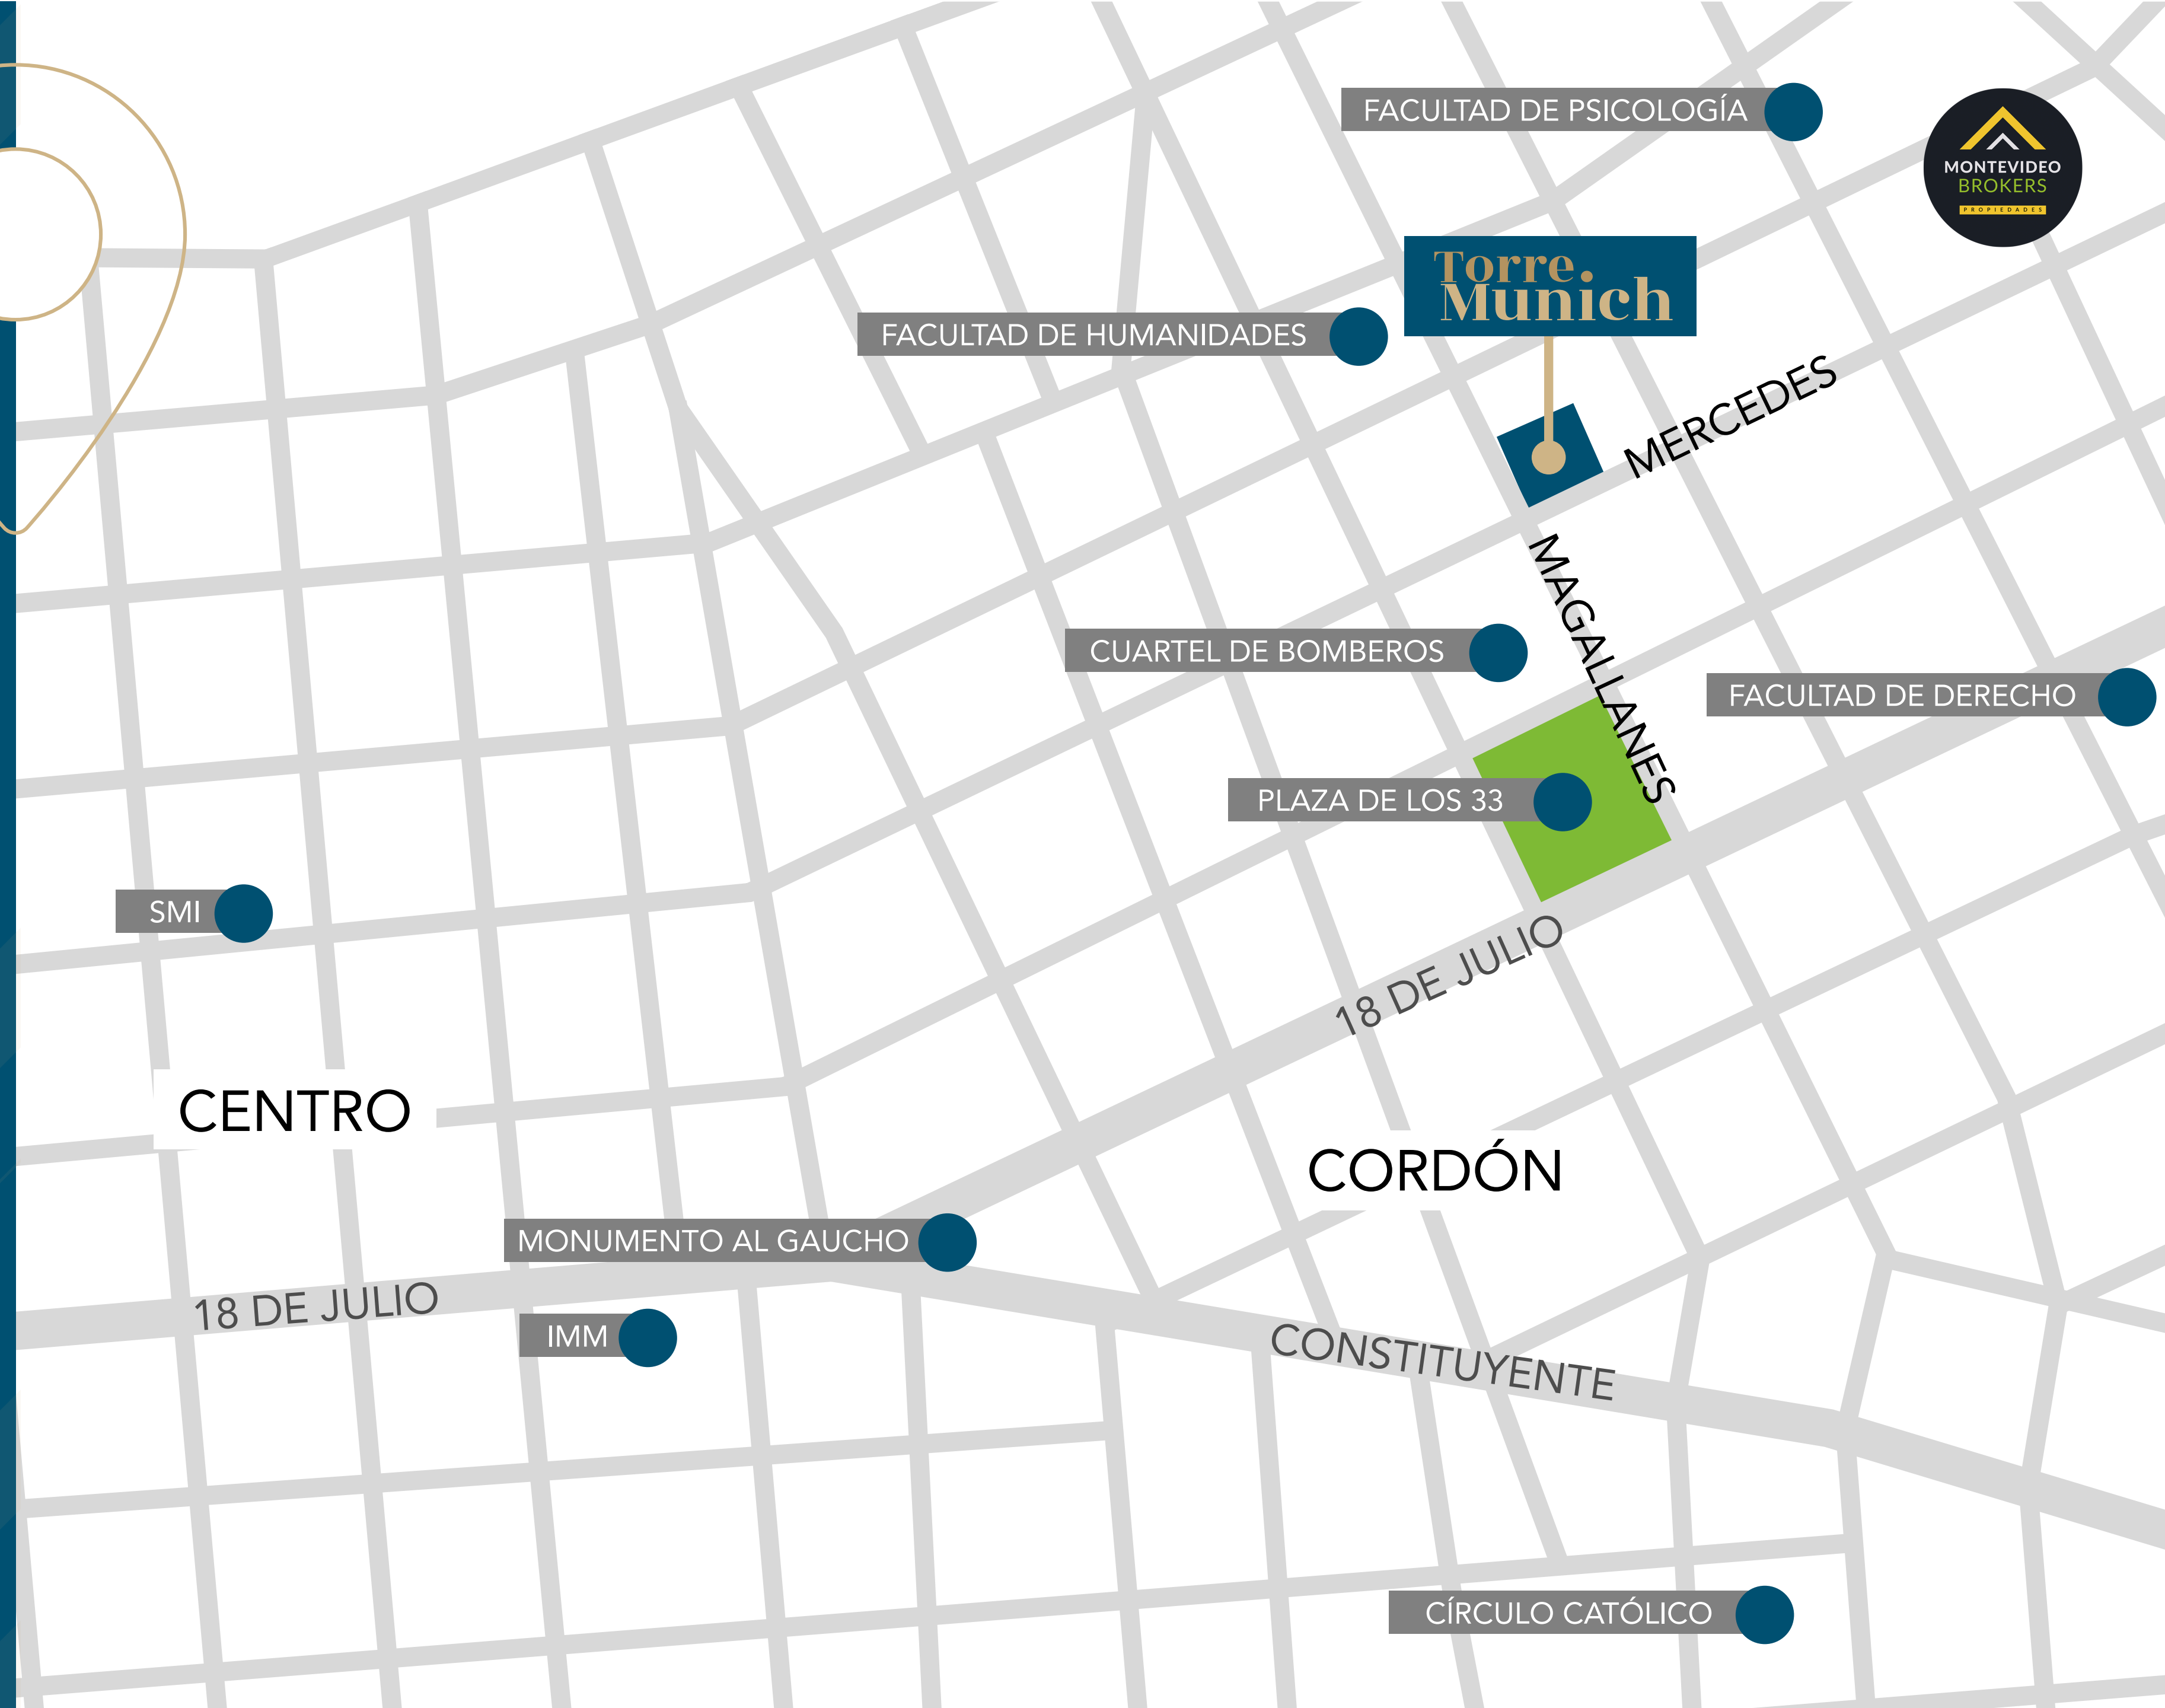 FACULTAD DE PSICOLOGÍA
MONTEVIDEO
BROKERS
PROPIEDADES
Torre.
Munich
FACULTAD DE HUMANIDADES
MERCEDES
MAGALLANES
CUARTEL DE BOMBEROS
FACULTAD DE DERECHO
PLAZA DE LOS 33
SMI
18 DE JULIO
CENTRO
CORDÓN
MONUMENTO AL GAUCHO
18 DE JULIO
IMM
CONSTITUYENTE
CÍRCULO CATÓLICO